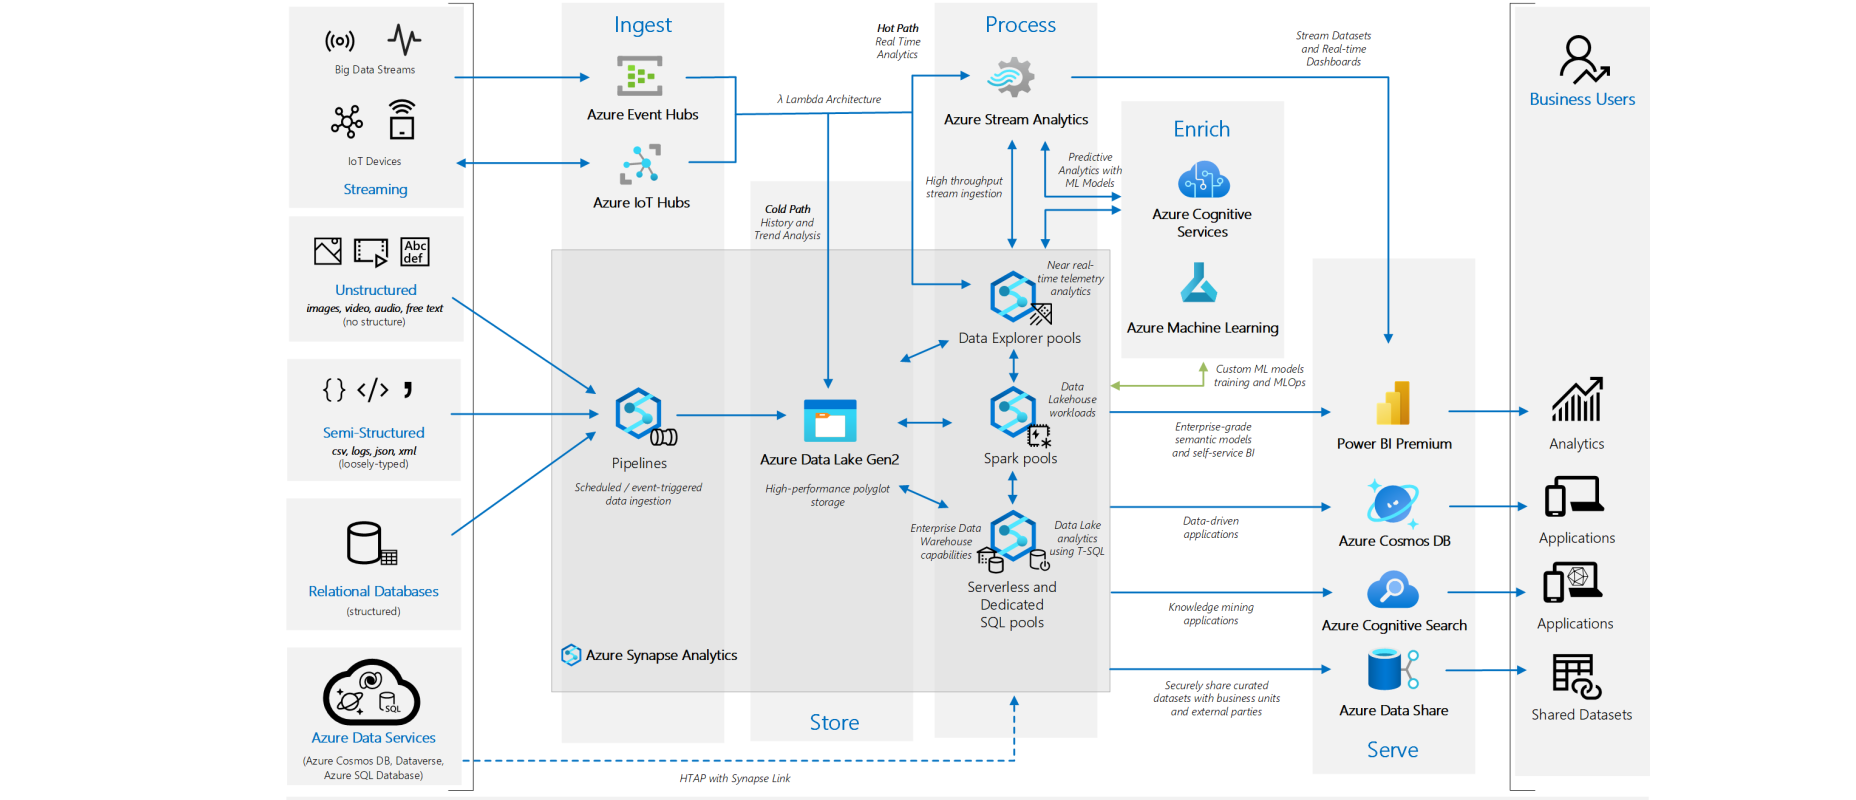 Big Data Streams
IoT Devices
Streaming
Abc
def
Unstructured
images, video, audio, free text
(no structure)
{ } </> ,
Semi-Structured
csv, logs, json, xml
(loosely-typed)
Relational Databases
(structured)
SQL
Azure Data Services
(Azure Cosmos DB, Dataverse,
Azure SQL Database)
Ingest
Azure Event Hubs
Azure IoT Hubs
λ Lambda Architecture
Hot Path
Real Time
Analytics
Cold Path
History and
Trend Analysis
Pipelines
Scheduled / event-triggered
data ingestion
Azure Data Lake Gen2
High-performance polyglot
storage
Azure Synapse Analytics
Store
HTAP with Synapse Link
Process
Azure Stream Analytics
High throughput
stream ingestion
Predictive
Analytics with
ML Models
Near real-
time telemetry
analytics
Data Explorer pools
Data
Lakehouse
workloads
Spark pools
Enterprise Data
Warehouse
capabilities
Data Lake
analytics
using T-SQL
Serverless and
Dedicated
SQL pools
Enrich
Azure Cognitive
Services
Azure Machine Learning
Custom ML models
training and MLOps
Stream Datasets
and Real-time
Dashboards
Enterprise-grade
semantic models
and self-service BI
Data-driven
applications
Knowledge mining
applications
Securely share curated
datasets with business units
and external parties
Power BI Premium
Azure Cosmos DB
Azure Cognitive Search
Azure Data Share
Serve
Business Users
Analytics
Applications
Applications
Shared Datasets